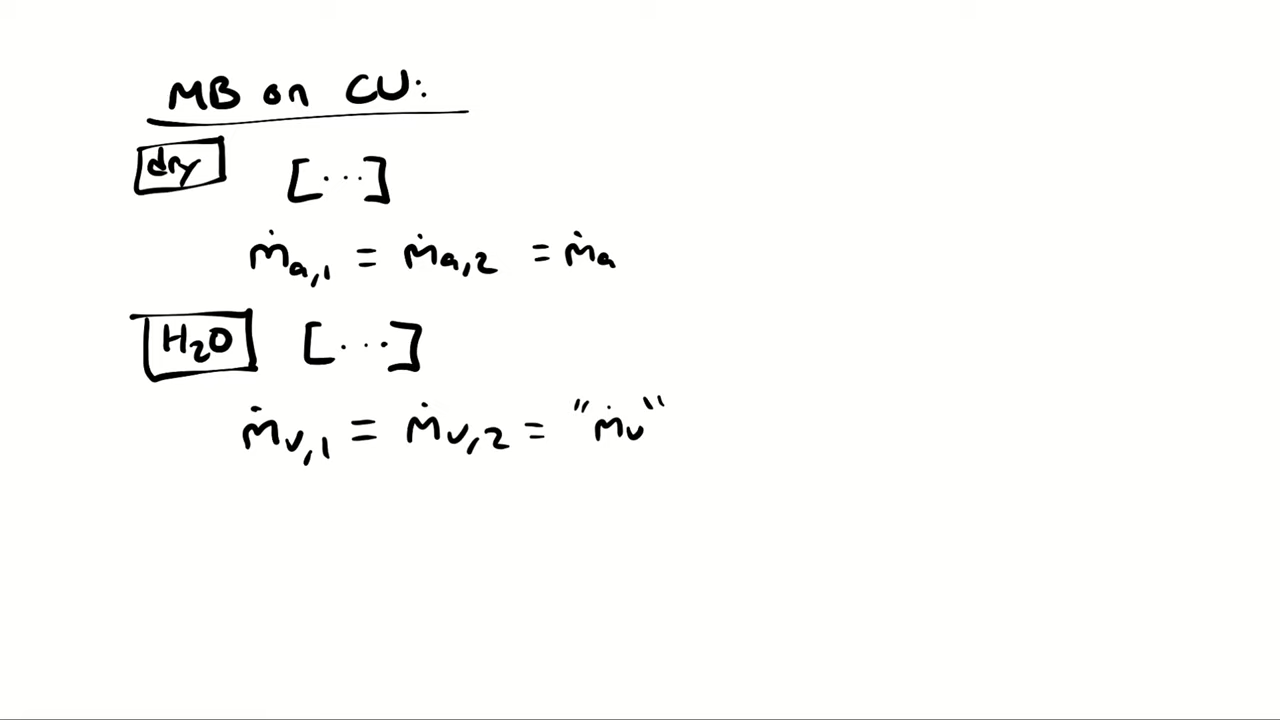 MB on CV:
dry [...]
ṁa,1 = ṁa,2 = ṁa
H2O [...]
ṁv,1 = ṁv,2 = "ṁv"